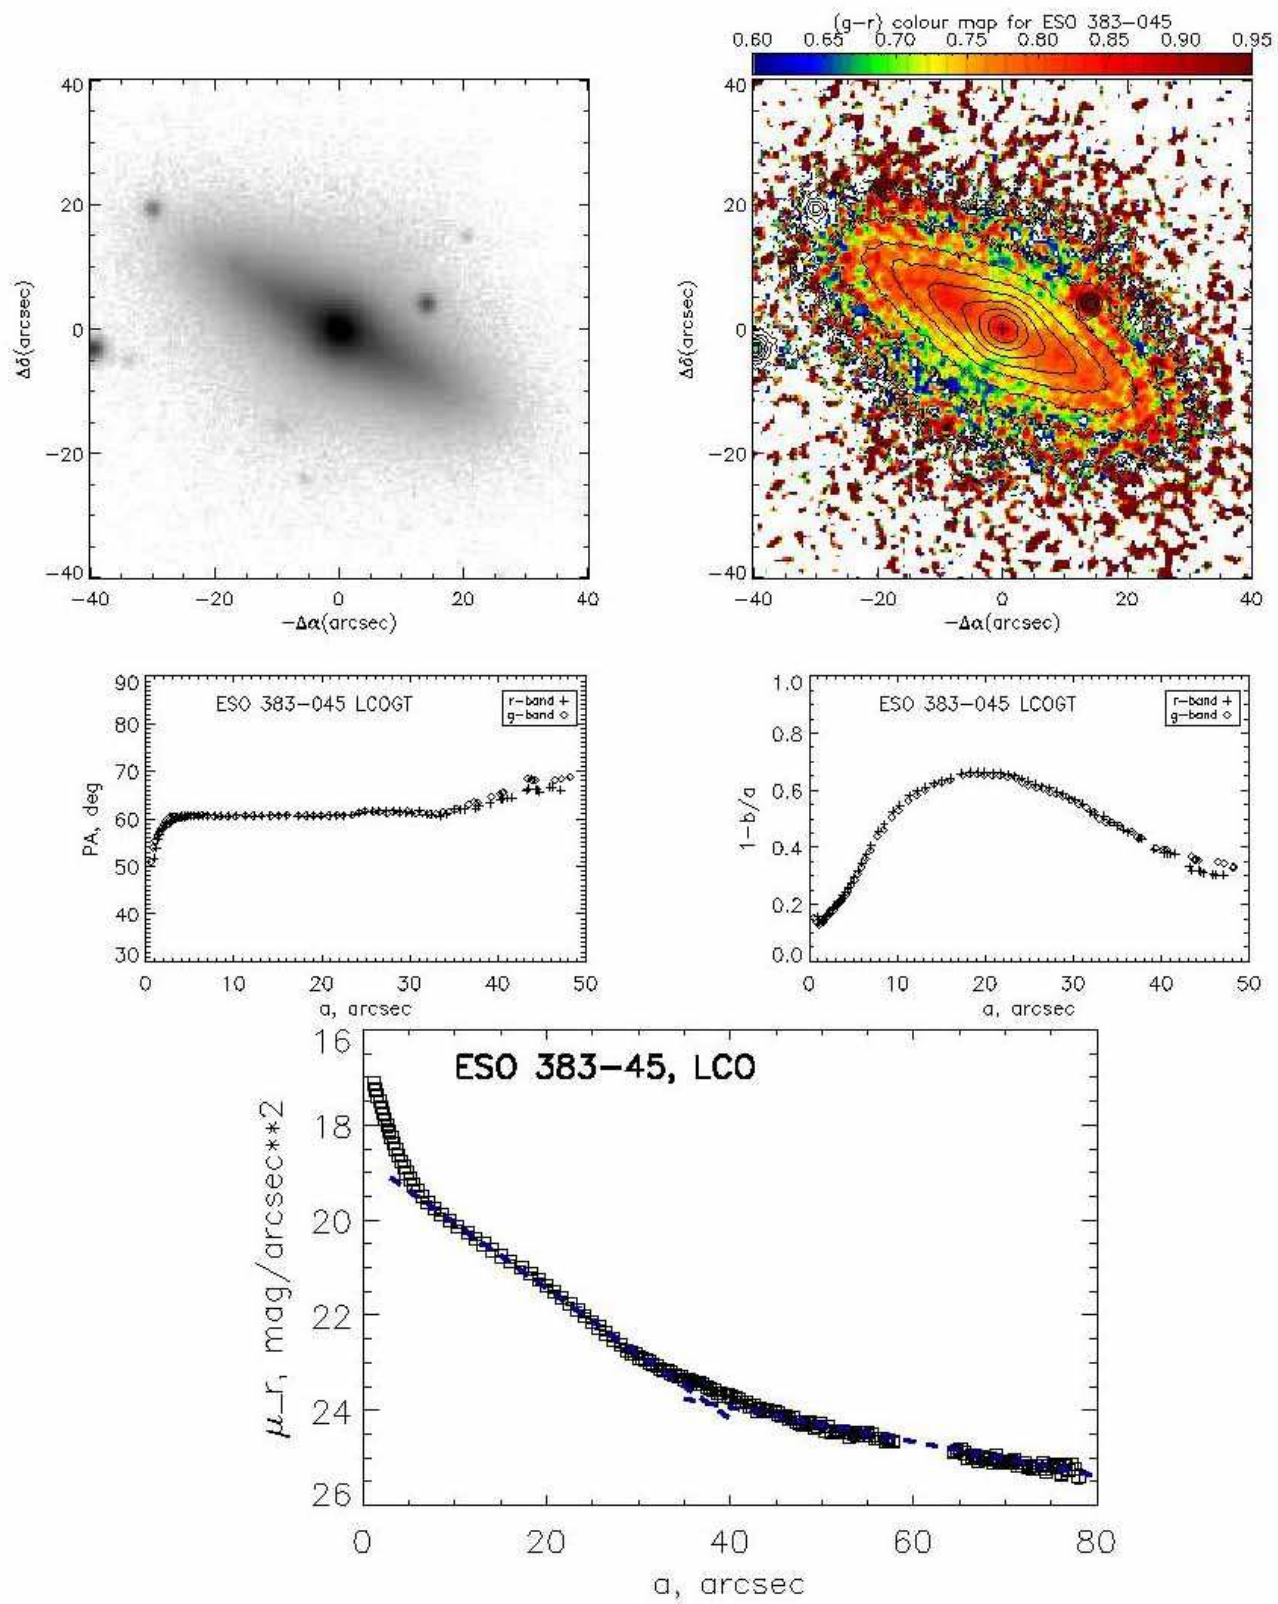 (g-r) colour map for ESO 383-045
0.60 0.65 0.70 0.75 0.80 0.85 0.90 0.95
40
20
0
-20
-40
Δδ(arcsec)
-40 -20 0 20 40
-Δα(arcsec)
40
20
0
-20
-40
Δδ(arcsec)
-40 -20 0 20 40
-Δα(arcsec)
ESO 383-045 LCOGT
r-band +
g-band ◇
90
80
70
60
50
40
30
PA, deg
0 10 20 30 40 50
a, arcsec
ESO 383-045 LCOGT
r-band +
g-band ◇
1.0
0.8
0.6
0.4
0.2
0.0
1-b/a
0 10 20 30 40 50
a, arcsec
ESO 383-45, LCO
16
18
20
22
24
26
μ_r, mag/arcsec**2
0 20 40 60 80
a, arcsec